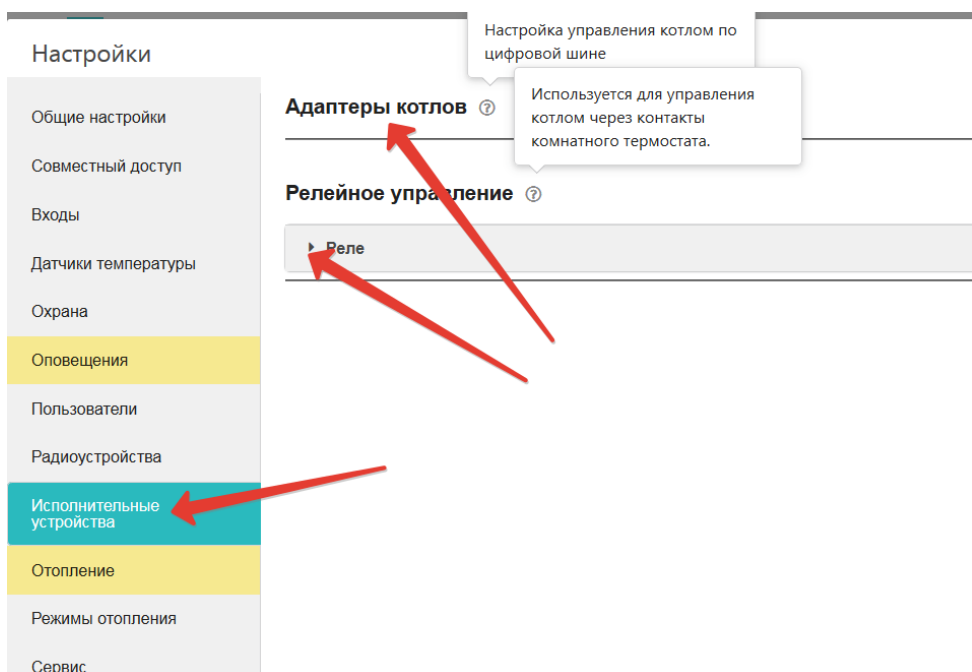 Настройки
Общие настройки
Совместный доступ
Входы
Датчики температуры
Охрана
Оповещения
Пользователи
Радиоустройства
Исполнительные
устройства
Отопление
Режимы отопления
Сервис
Настройка управления котлом по
цифровой шине
Адаптеры котлов
Используется для управления
котлом через контакты
комнатного термостата.
Релейное управление
Реле